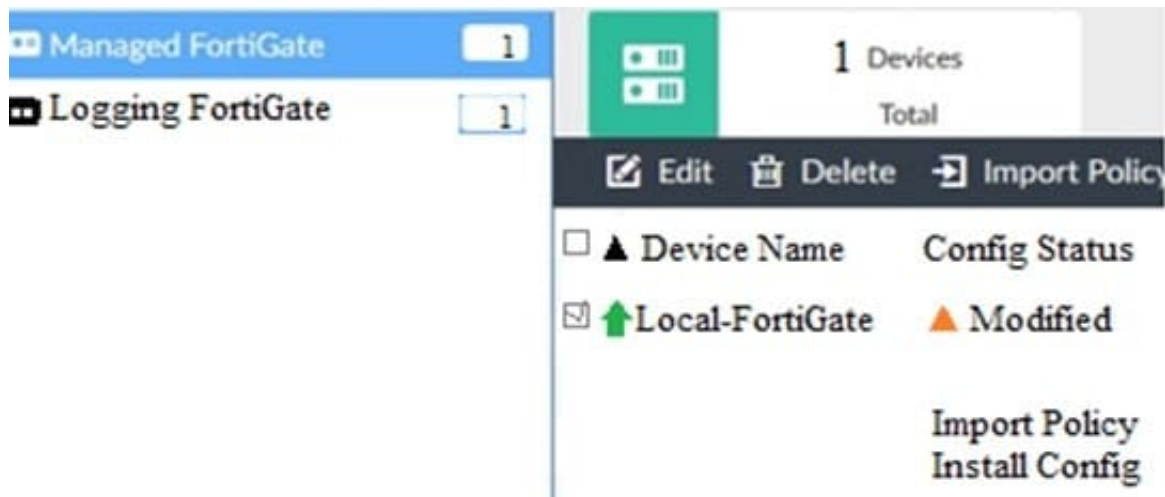 Managed FortiGate 1
Logging FortiGate 1
1 Devices
Total
Edit Delete Import Policy
Device Name Config Status
Local-FortiGate Modified
Import Policy
Install Config